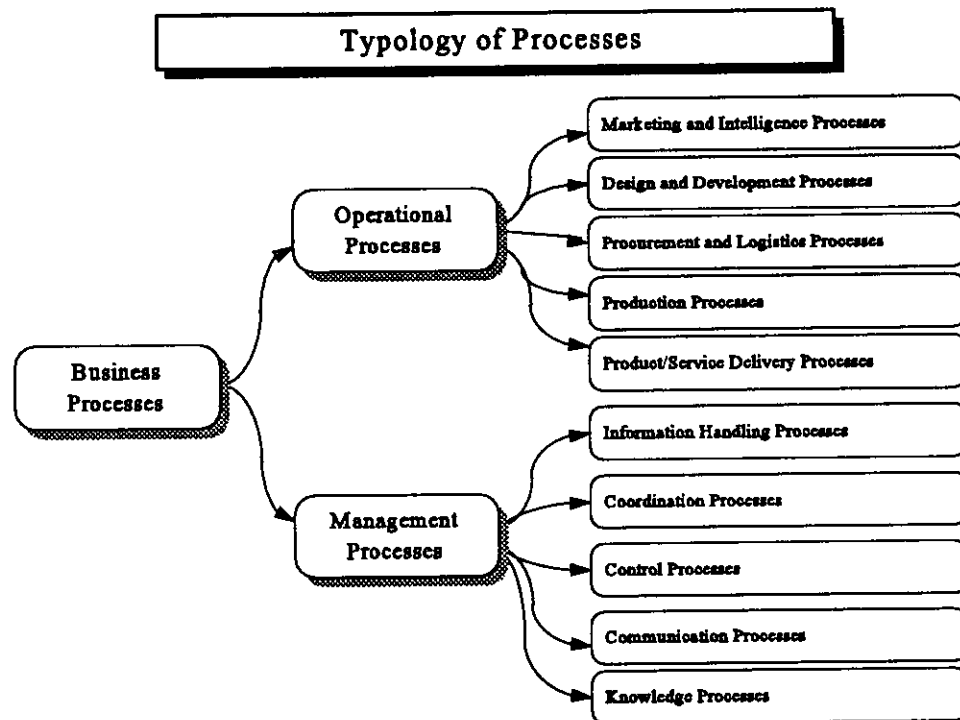 Typology of Processes
Business
Processes
Operational
Processes
Marketing and Intelligence Processes
Design and Development Processes
Procurement and Logistics Processes
Production Processes
Product/Service Delivery Processes
Management
Processes
Information Handling Processes
Coordination Processes
Control Processes
Communication Processes
Knowledge Processes